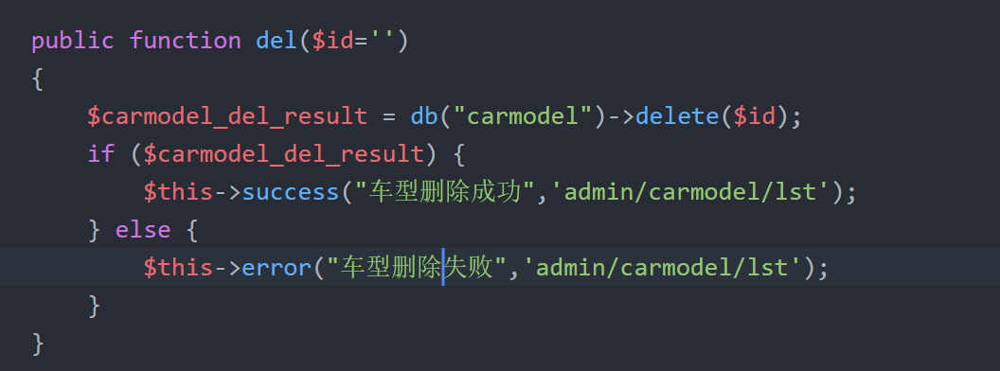 public function del($id='')
{
    $carmodel_del_result = db("carmodel")->delete($id);
    if ($carmodel_del_result) {
        $this->success("车型删除成功",'admin/carmodel/lst');
    } else {
        $this->error("车型删除失败",'admin/carmodel/lst');
    }
}